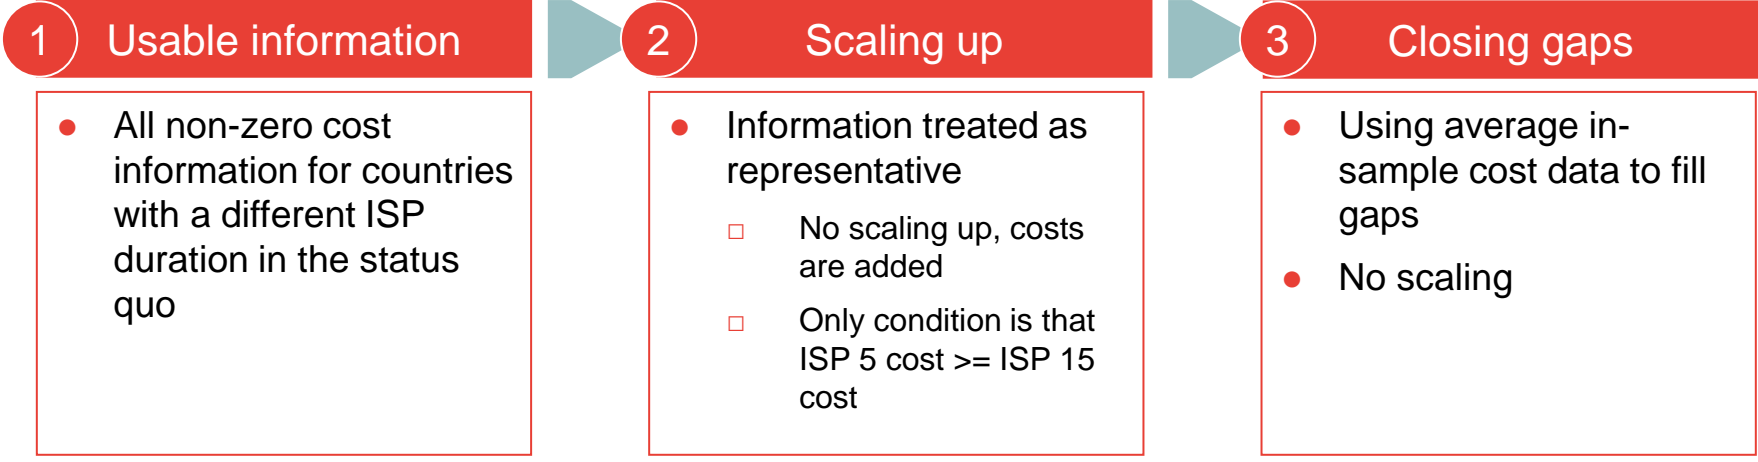 1 Usable information
● All non-zero cost
information for countries
with a different ISP
duration in the status
quo
2 Scaling up
● Information treated as
representative
□ No scaling up, costs
are added
□ Only condition is that
ISP 5 cost >= ISP 15
cost
3 Closing gaps
● Using average in-
sample cost data to fill
gaps
● No scaling